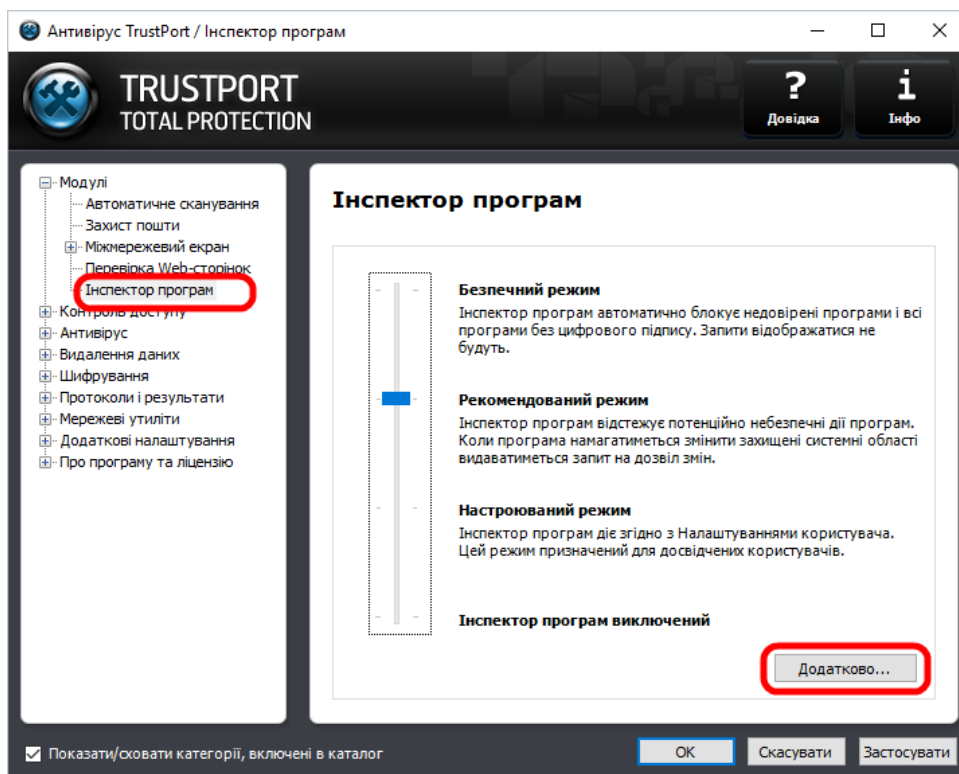 Антивірус TrustPort / Інспектор програм
TRUSTPORT
TOTAL PROTECTION
?
Довідка
i
Інфо
Модулі
Автоматичне сканування
Захист пошти
Міжмережевий екран
Перевірка Web-сторінок
Інспектор програм
Контроль доступу
Антивірус
Видалення даних
Шифрування
Протоколи і результати
Мережеві утиліти
Додаткові налаштування
Про програму та ліцензію
Інспектор програм
Безпечний режим
Інспектор програм автоматично блокує недовірені програми і всі
програми без цифрового підпису. Запити відображатися не
будуть.
Рекомендований режим
Інспектор програм відстежує потенційно небезпечні дії програм.
Коли програма намагатиметься змінити захищені системні області
видаватиметься запит на дозвіл змін.
Настроюваний режим
Інспектор програм діє згідно з Налаштуваннями користувача.
Цей режим призначений для досвідчених користувачів.
Інспектор програм виключений
Додатково...
Показати/сховати категорії, включені в каталог
OK
Скасувати
Застосувати